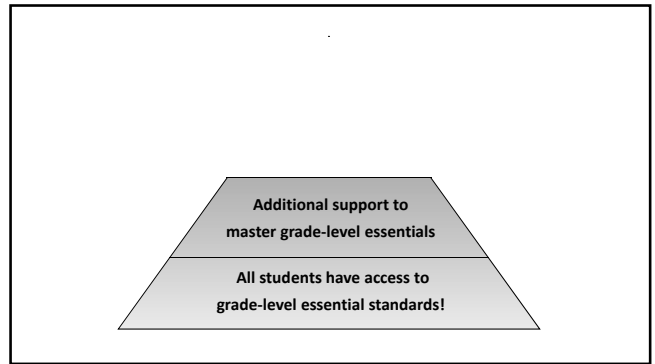 Additional support to
master grade-level essentials
All students have access to
grade-level essential standards!